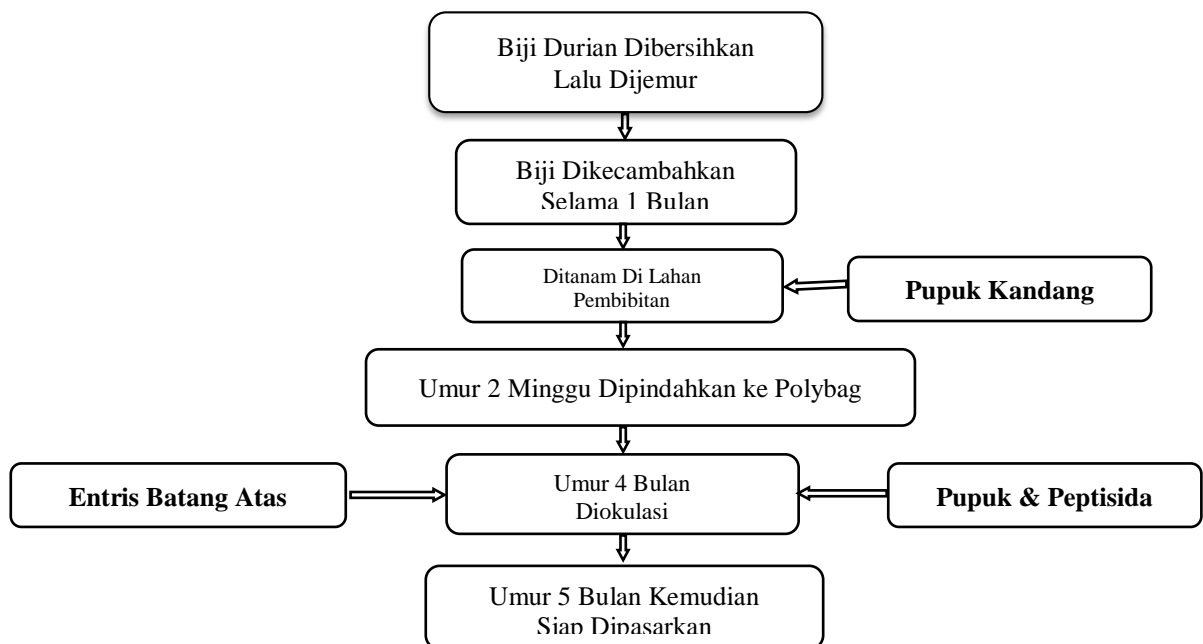 Biji Durian Dibersihkan
Lalu Dijemur
Biji Dikecambahkan
Selama 1 Bulan
Ditanam Di Lahan
Pembibitan
Pupuk Kandang
Umur 2 Minggu Dipindahkan ke Polybag
Entris Batang Atas
Umur 4 Bulan
Diokulasi
Pupuk & Peptisida
Umur 5 Bulan Kemudian
Siap Dipasarkan